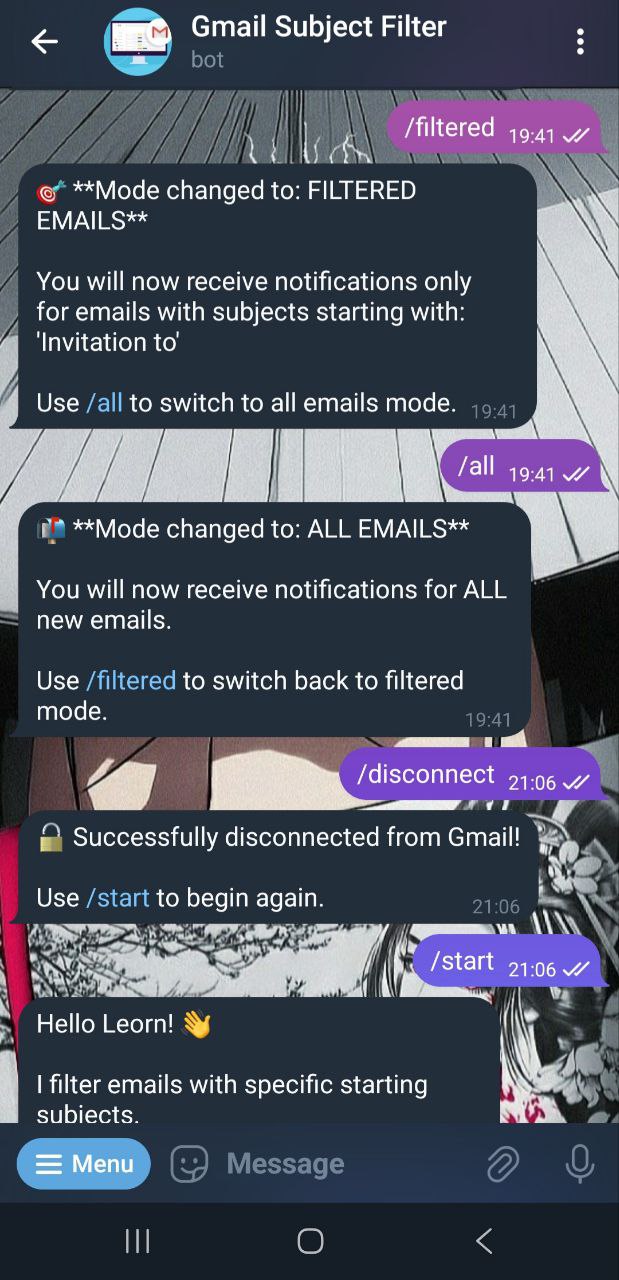 Gmail Subject Filter
bot
/filtered 19:41
🎯 **Mode changed to: FILTERED
EMAILS**
You will now receive notifications only
for emails with subjects starting with:
'Invitation to'
Use /all to switch to all emails mode. 19:41
/all 19:41
📬 **Mode changed to: ALL EMAILS**
You will now receive notifications for ALL
new emails.
Use /filtered to switch back to filtered
mode. 19:41
/disconnect 21:06
🔒 Successfully disconnected from Gmail!
Use /start to begin again. 21:06
/start 21:06
Hello Leorn! 👋
I filter emails with specific starting
subjects.
Menu
Message